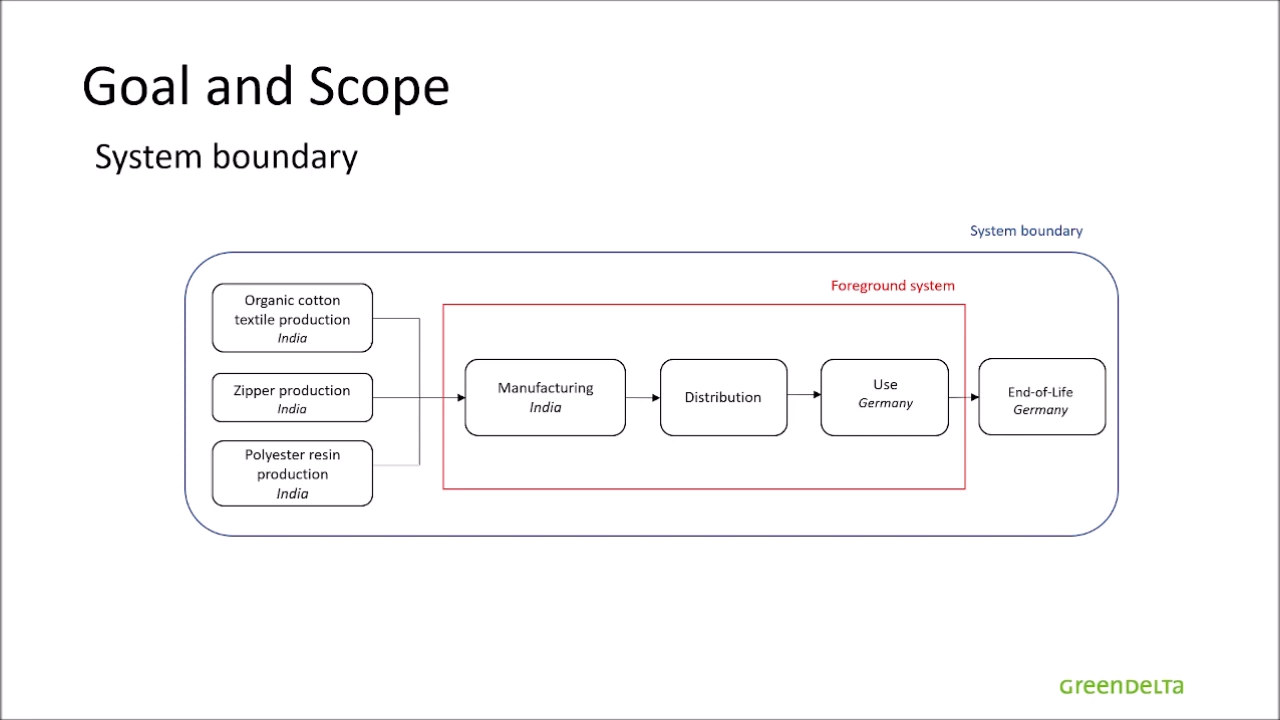 Goal and Scope
System boundary
System boundary
Foreground system
Organic cotton
textile production
India
Zipper production
India
Polyester resin
production
India
Manufacturing
India
Distribution
Use
Germany
End-of-Life
Germany
GreenDelta